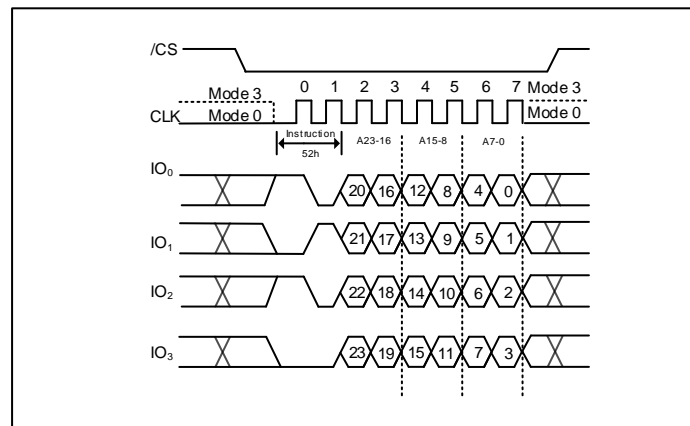 /CS
0 1 2 3 4 5 6 7
Mode 3 Mode 3
CLK Mode 0 Mode 0
Instruction A23-16 A15-8 A7-0
52h
IO0 20 16 12 8 4 0
IO1 21 17 13 9 5 1
IO2 22 18 14 10 6 2
IO3 23 19 15 11 7 3